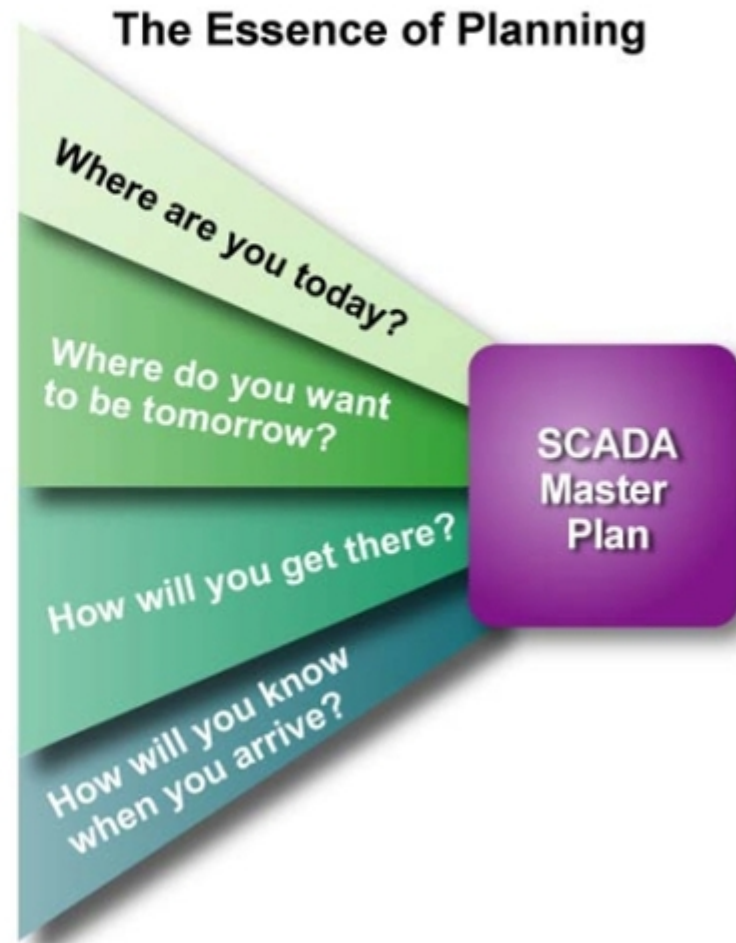 The Essence of Planning
Where are you today?
Where do you want
to be tomorrow?
How will you get there?
How will you know
when you arrive?
SCADA
Master
Plan